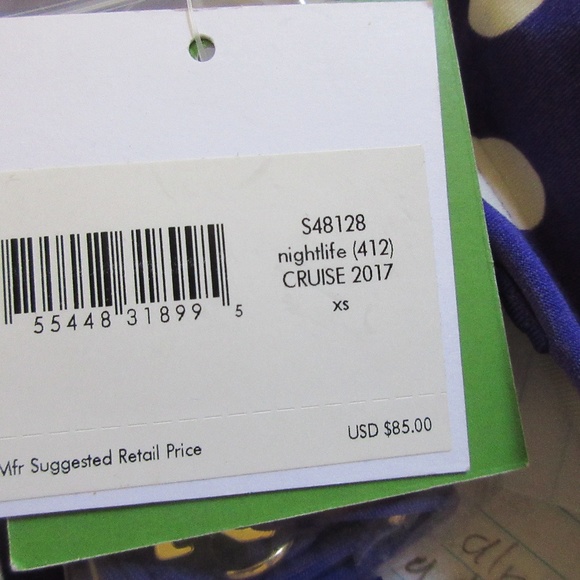 S48128
nightlife (412)
CRUISE 2017
xs
55448 31899 5
USD $85.00
Mfr Suggested Retail Price